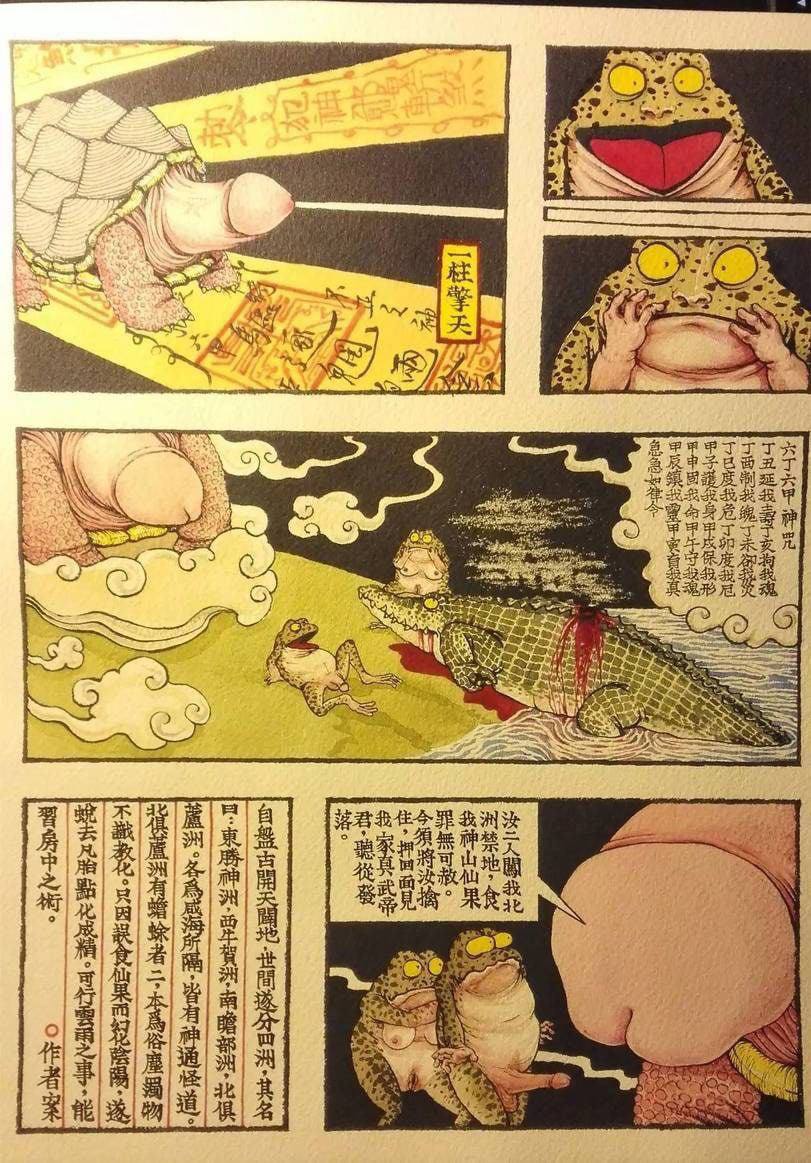 一柱擎天
六丁六甲神咒
丁丑延我壽丁亥拘我魂
丁酉制我魄丁未卻我災
丁巳度我危丁卯度我厄
甲子護我身甲戌保我形
甲申固我命甲午守我魂
甲辰鎮我靈甲寅育我真
急急如律令
汝二人闖我北
洲禁地，食
我神山仙果
罪無可赦。
今須將汝擒
住，押回面見
我家真武帝
君，聽從發
落。
自盤古開天闢地，世間遂分四洲，其名
曰：東勝神洲，西牛賀洲，南瞻部洲，北俱
蘆洲。各爲咸海所隔，皆有神通怪道。
北俱蘆洲有蟾蜍者二，本爲俗塵濁物
不識教化。只因誤食仙果而幻化陰陽，遂
蛻去凡胎點化成精。可行雲雨之事，能
習房中之術。 ○作者案